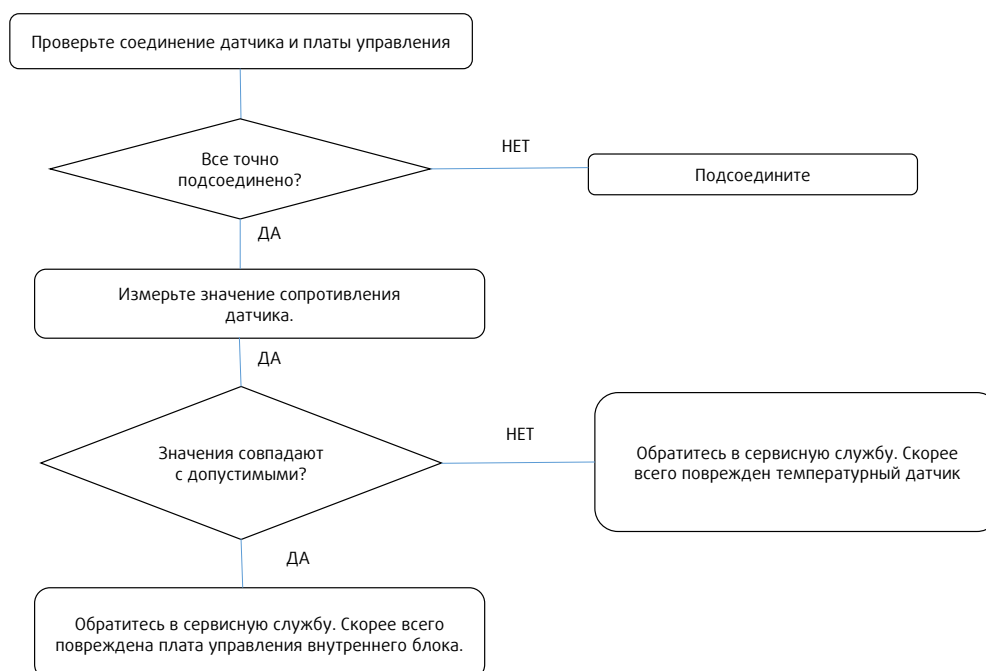 Проверьте соединение датчика и платы управления
Все точно
подсоединено?
НЕТ
Подсоедините
ДА
Измерьте значение сопротивления
датчика.
ДА
Значения совпадают
с допустимыми?
НЕТ
Обратитесь в сервисную службу. Скорее
всего поврежден температурный датчик
ДА
Обратитесь в сервисную службу. Скорее всего
повреждена плата управления внутреннего блока.